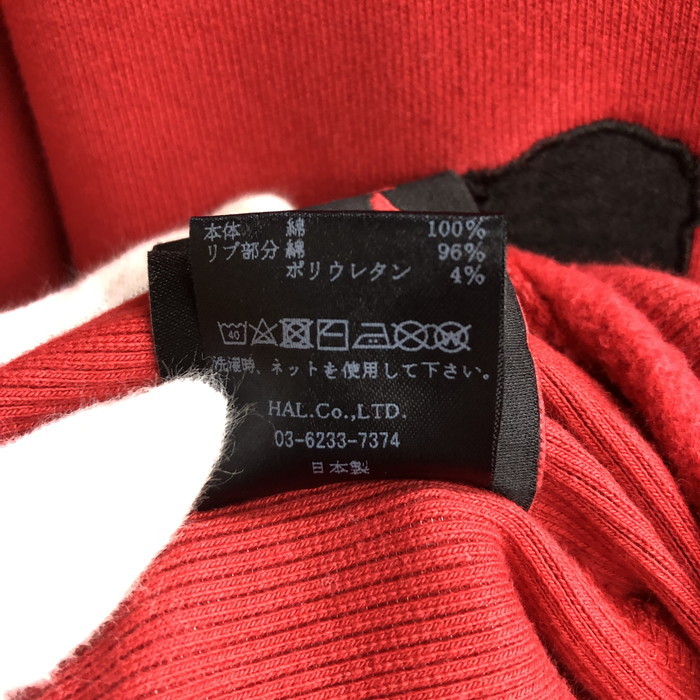 本体 綿 100%
リブ部分 綿 96%
ポリウレタン 4%
40
洗濯時、ネットを使用して下さい。
HAL.Co.,LTD.
03-6233-7374
日本製